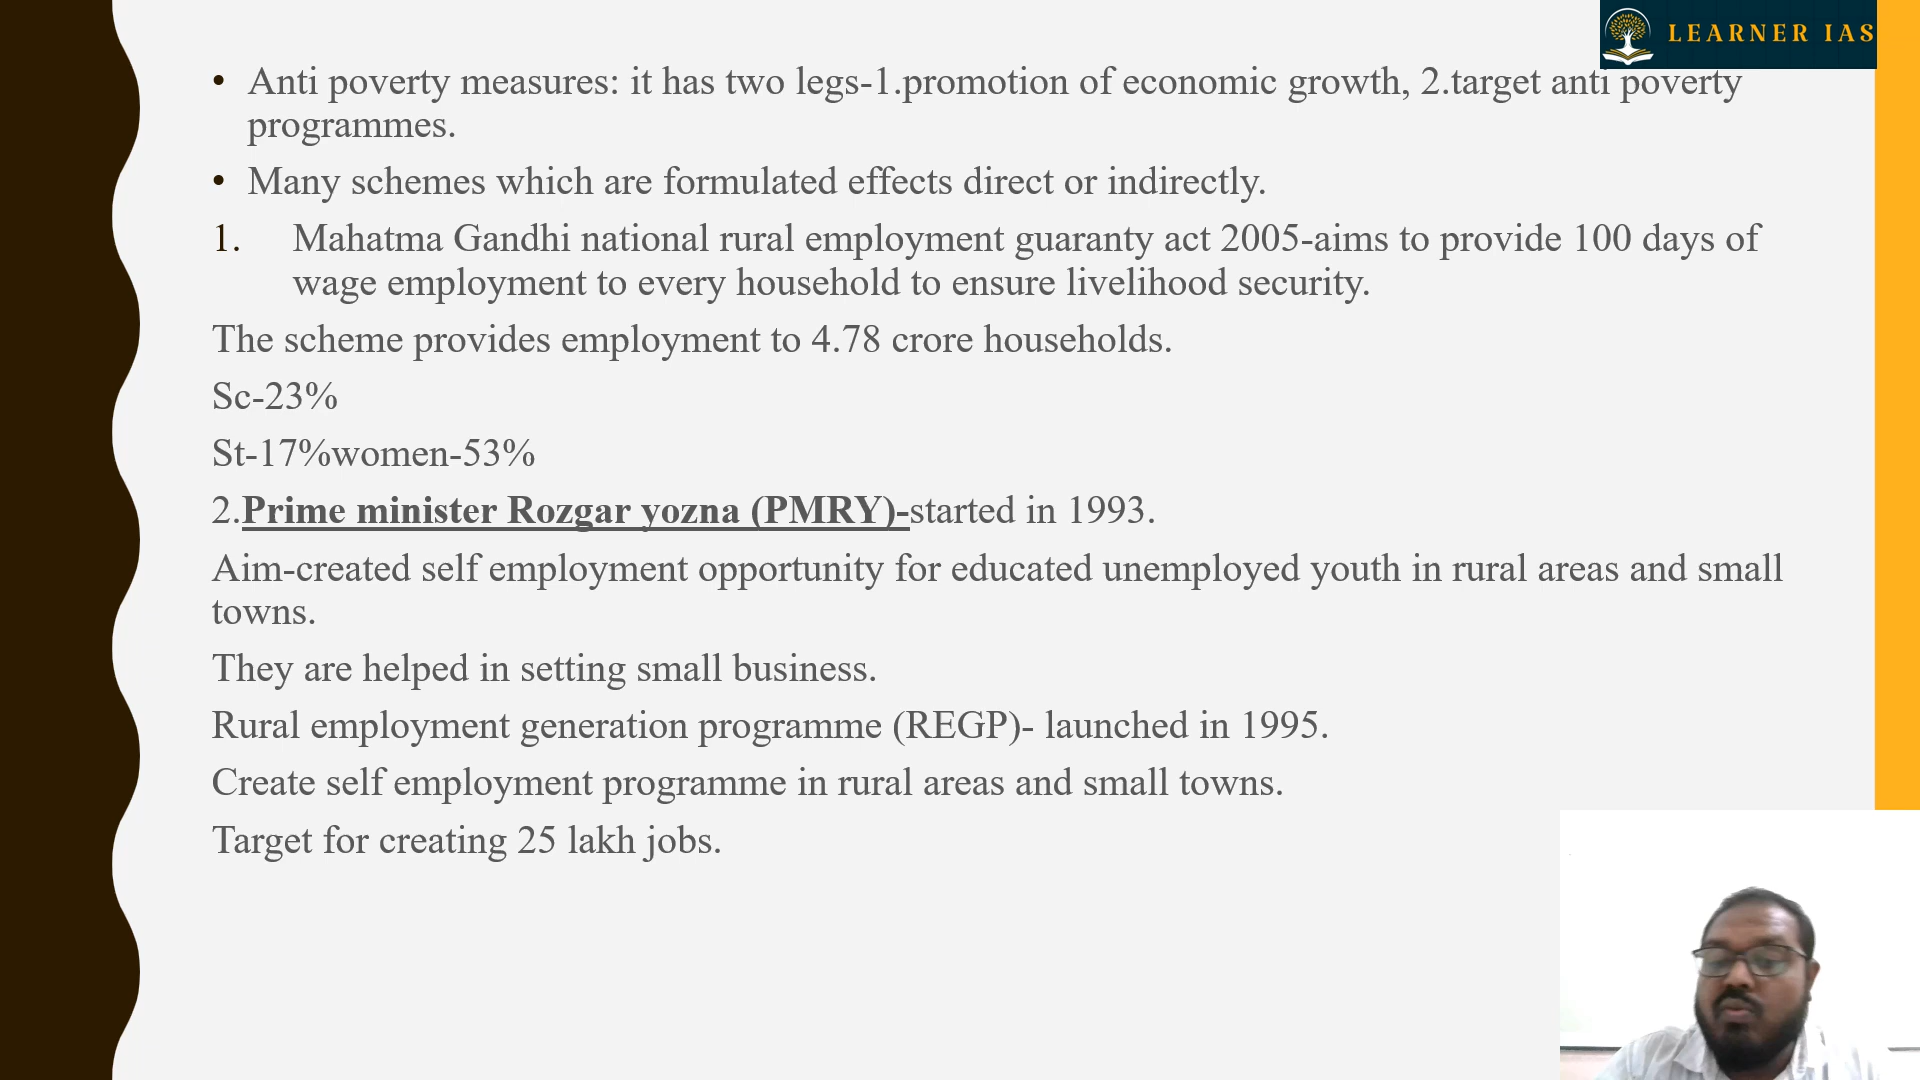 LEARNER IAS
• Anti poverty measures: it has two legs-1.promotion of economic growth, 2.target anti poverty
programmes.
• Many schemes which are formulated effects direct or indirectly.
1. Mahatma Gandhi national rural employment guaranty act 2005-aims to provide 100 days of
wage employment to every household to ensure livelihood security.
The scheme provides employment to 4.78 crore households.
Sc-23%
St-17%women-53%
2.Prime minister Rozgar yozna (PMRY)-started in 1993.
Aim-created self employment opportunity for educated unemployed youth in rural areas and small
towns.
They are helped in setting small business.
Rural employment generation programme (REGP)- launched in 1995.
Create self employment programme in rural areas and small towns.
Target for creating 25 lakh jobs.